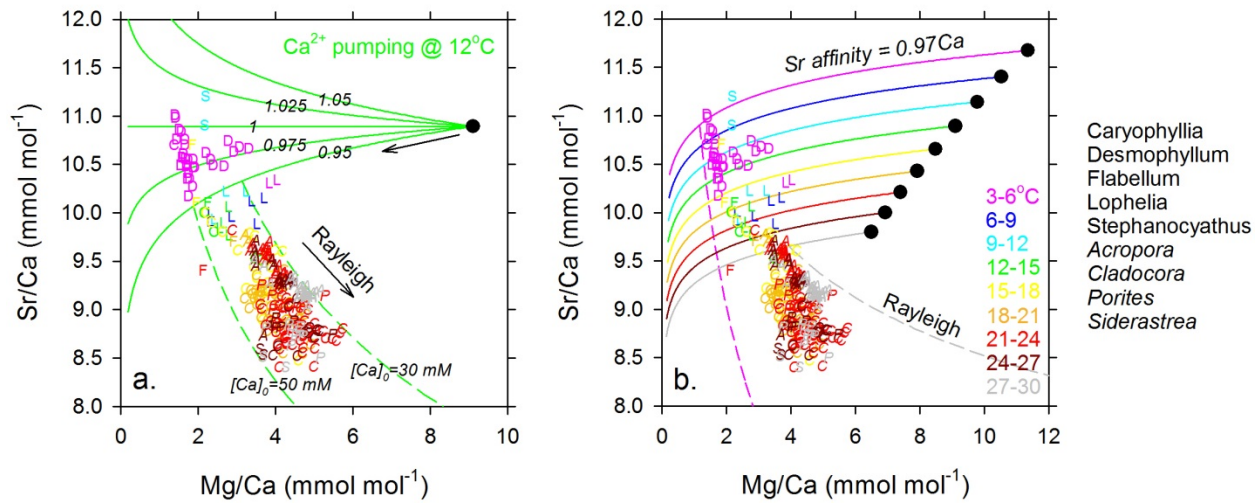 12.0
11.5
11.0
10.5
10.0
9.5
9.0
8.5
8.0
Sr/Ca (mmol mol-1)
0 2 4 6 8 10
Mg/Ca (mmol mol-1)
Ca2+ pumping @ 12oC
1.05
1.025
1
0.975
0.95
Rayleigh
[Ca]0=50 mM
[Ca]0=30 mM
a.
12.0
11.5
11.0
10.5
10.0
9.5
9.0
8.5
8.0
Sr/Ca (mmol mol-1)
0 2 4 6 8 10 12
Mg/Ca (mmol mol-1)
Sr affinity = 0.97Ca
3-6oC
6-9
9-12
12-15
15-18
18-21
21-24
24-27
27-30
Rayleigh
b.
Caryophyllia
Desmophyllum
Flabellum
Lophelia
Stephanocyathus
Acropora
Cladocora
Porites
Siderastrea